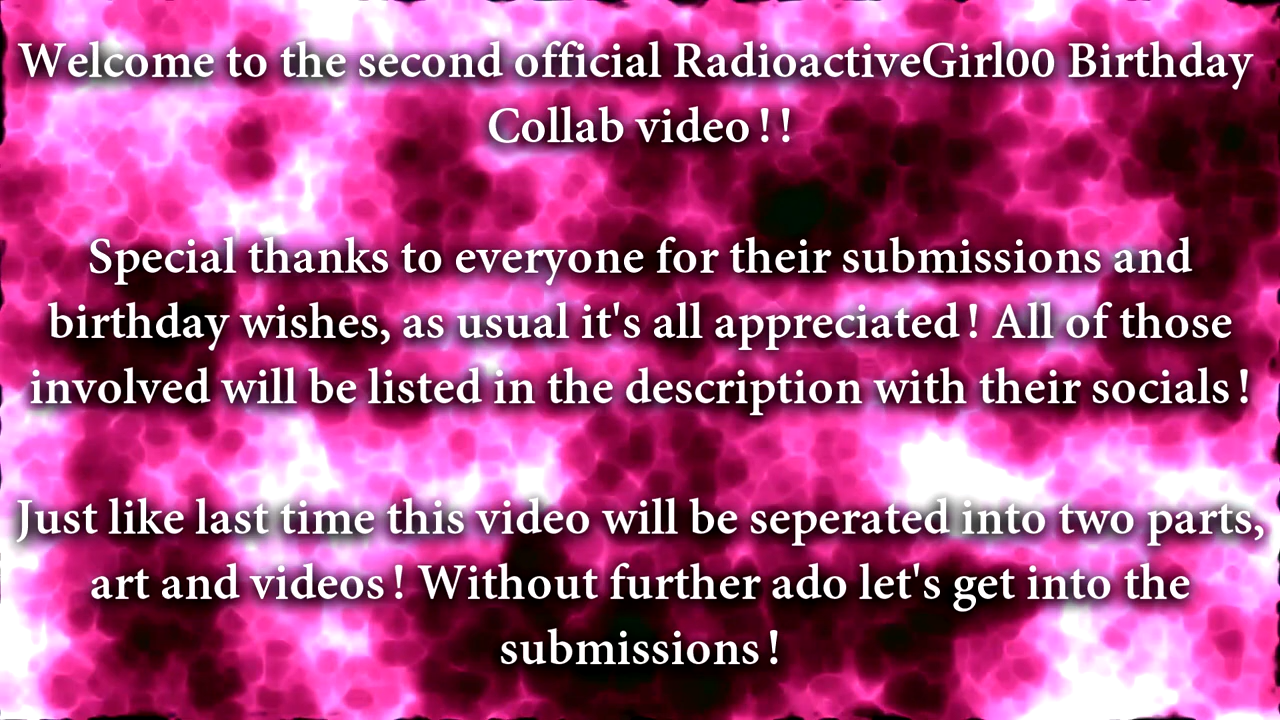 Welcome to the second official RadioactiveGirl00 Birthday
Collab video!!
Special thanks to everyone for their submissions and
birthday wishes, as usual it's all appreciated! All of those
involved will be listed in the description with their socials!
Just like last time this video will be seperated into two parts,
art and videos! Without further ado let's get into the
submissions!